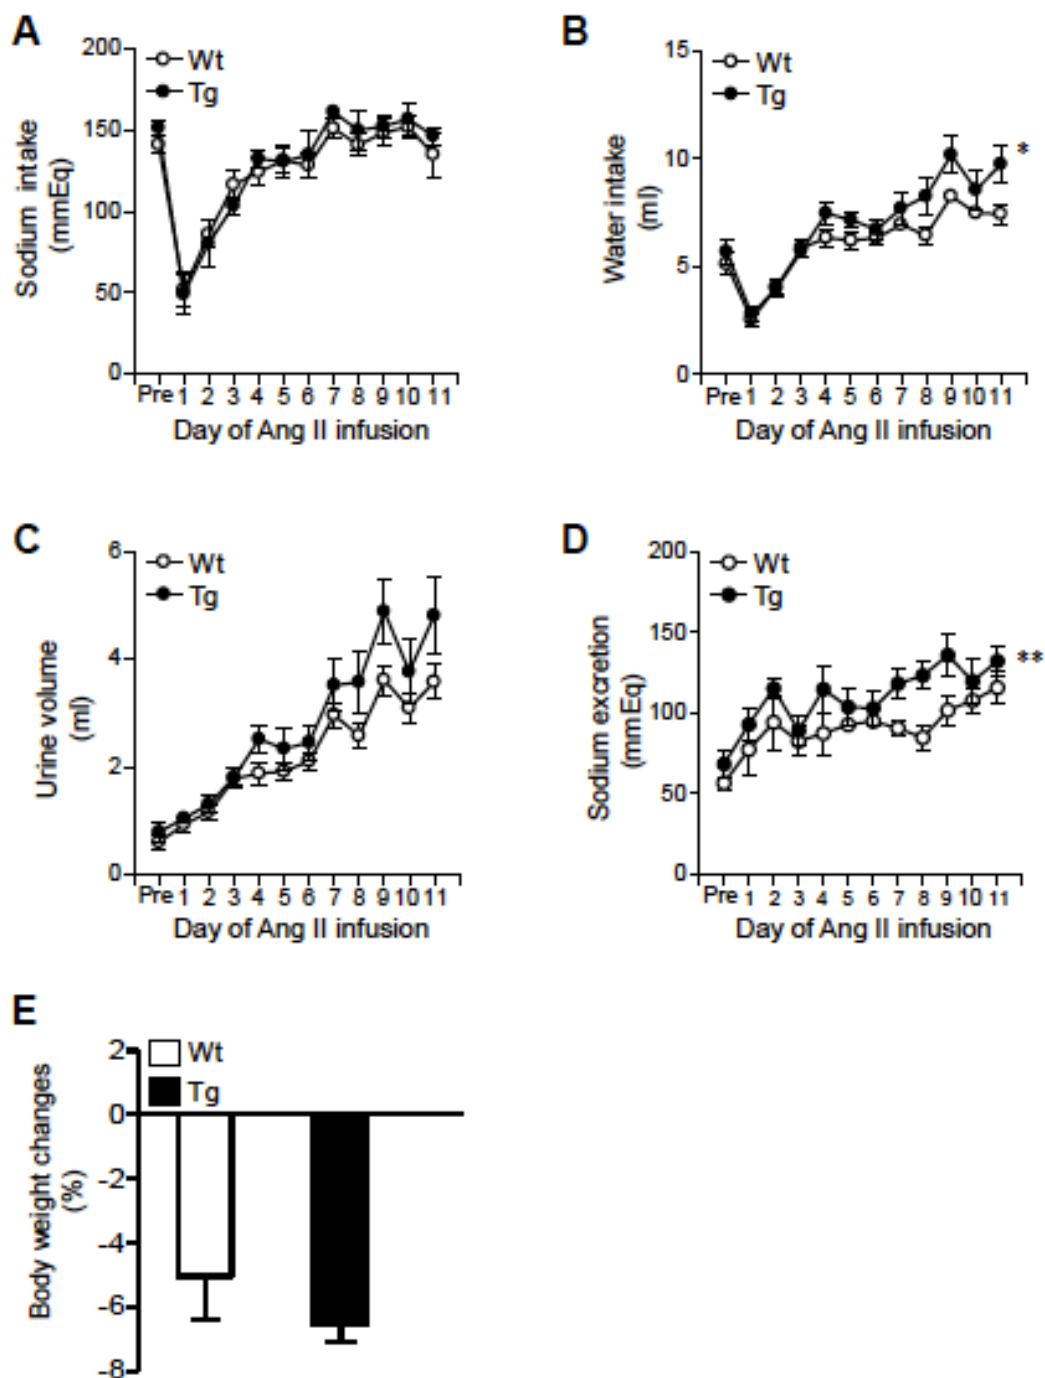 A
200
150
100
50
0
Sodium intake
(mmEq)
Wt
Tg
Pre 1 2 3 4 5 6 7 8 9 10 11
Day of Ang II infusion
B
15
10
5
0
Water intake
(ml)
Wt
Tg
*
Pre 1 2 3 4 5 6 7 8 9 10 11
Day of Ang II infusion
C
6
4
2
0
Urine volume
(ml)
Wt
Tg
Pre 1 2 3 4 5 6 7 8 9 10 11
Day of Ang II infusion
D
200
150
100
50
0
Sodium excretion
(mmEq)
Wt
Tg
**
Pre 1 2 3 4 5 6 7 8 9 10 11
Day of Ang II infusion
E
2
0
-2
-4
-6
-8
Body weight changes
(%)
Wt
Tg